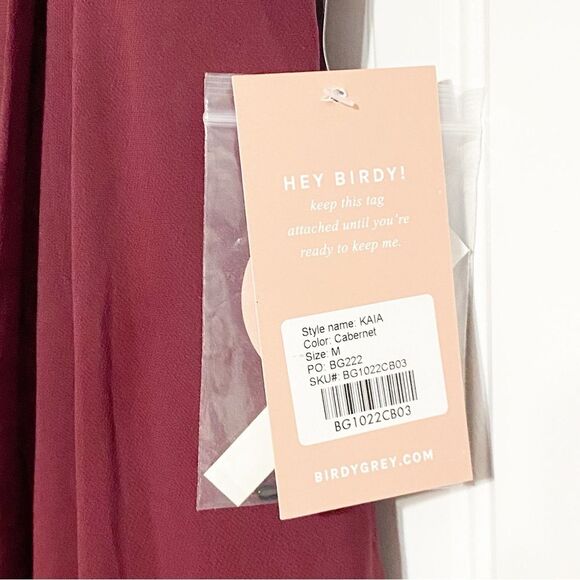 HEY BIRDY!
keep this tag
attached until you're
ready to keep me.
Style name: KAIA
Color: Cabernet
Size: M
PO: BG222
SKU#: BG1022CB03
BG1022CB03
BIRDYGREY.COM